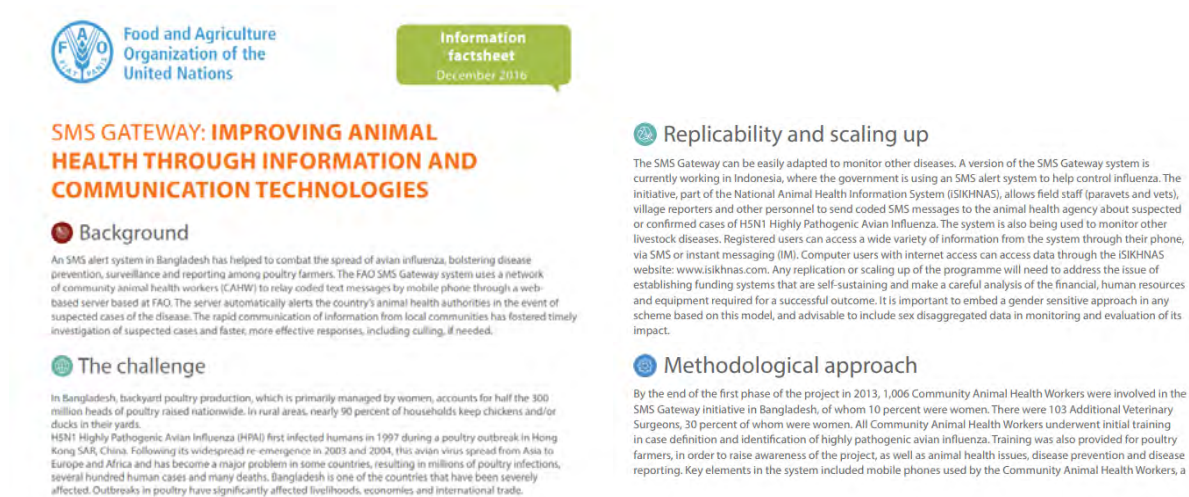 Food and Agriculture
Organization of the
United Nations
F A O
FIAT PANIS
Information
factsheet
December 2016
SMS GATEWAY: IMPROVING ANIMAL
HEALTH THROUGH INFORMATION AND
COMMUNICATION TECHNOLOGIES
Background
An SMS alert system in Bangladesh has helped to combat the spread of avian influenza, bolstering disease
prevention, surveillance and reporting among poultry farmers. The FAO SMS Gateway system uses a network
of community animal health workers (CAHW) to relay coded text messages by mobile phone through a web-
based server based at FAO. The server automatically alerts the country's animal health authorities in the event of
suspected cases of the disease. The rapid communication of information from local communities has fostered timely
investigation of suspected cases and faster, more effective responses, including culling, if needed.
The challenge
In Bangladesh, backyard poultry production, which is primarily managed by women, accounts for half the 300
million heads of poultry raised nationwide. In rural areas, nearly 90 percent of households keep chickens and/or
ducks in their yards.
H5N1 Highly Pathogenic Avian Influenza (HPAI) first infected humans in 1997 during a poultry outbreak in Hong
Kong SAR, China. Following its widespread re-emergence in 2003 and 2004, this avian virus spread from Asia to
Europe and Africa and has become a major problem in some countries, resulting in millions of poultry infections,
several hundred human cases and many deaths. Bangladesh is one of the countries that have been severely
affected. Outbreaks in poultry have significantly affected livelihoods, economies and international trade.
Replicability and scaling up
The SMS Gateway can be easily adapted to monitor other diseases. A version of the SMS Gateway system is
currently working in Indonesia, where the government is using an SMS alert system to help control influenza. The
initiative, part of the National Animal Health Information System (iSIKHNAS), allows field staff (paravets and vets),
village reporters and other personnel to send coded SMS messages to the animal health agency about suspected
or confirmed cases of H5N1 Highly Pathogenic Avian Influenza. The system is also being used to monitor other
livestock diseases. Registered users can access a wide variety of information from the system through their phone,
via SMS or instant messaging (IM). Computer users with internet access can access data through the iSIKHNAS
website: www.isikhnas.com. Any replication or scaling up of the programme will need to address the issue of
establishing funding systems that are self-sustaining and make a careful analysis of the financial, human resources
and equipment required for a successful outcome. It is important to embed a gender sensitive approach in any
scheme based on this model, and advisable to include sex disaggregated data in monitoring and evaluation of its
impact.
Methodological approach
By the end of the first phase of the project in 2013, 1,006 Community Animal Health Workers were involved in the
SMS Gateway initiative in Bangladesh, of whom 10 percent were women. There were 103 Additional Veterinary
Surgeons, 30 percent of whom were women. All Community Animal Health Workers underwent initial training
in case definition and identification of highly pathogenic avian influenza. Training was also provided for poultry
farmers, in order to raise awareness of the project, as well as animal health issues, disease prevention and disease
reporting. Key elements in the system included mobile phones used by the Community Animal Health Workers, a